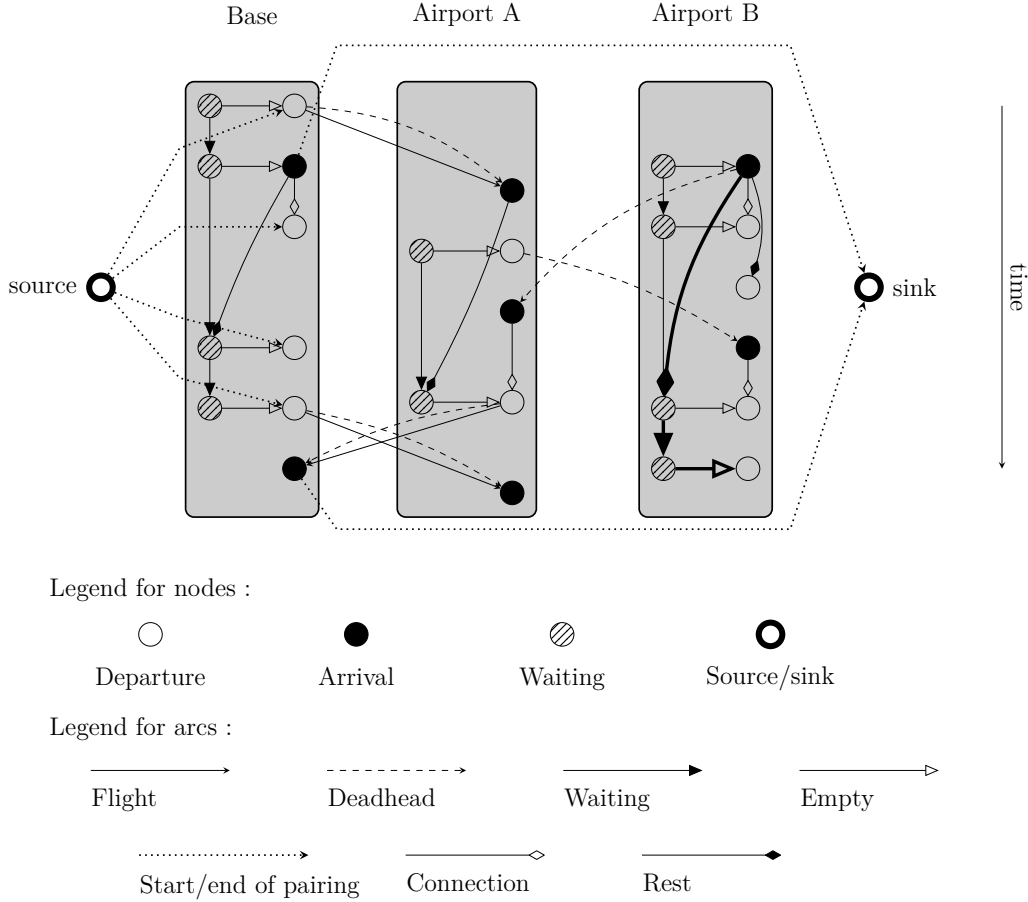 Base Airport A Airport B
source
sink
time
Legend for nodes :
Departure Arrival Waiting Source/sink
Legend for arcs :
Flight Deadhead Waiting Empty
Start/end of pairing Connection Rest